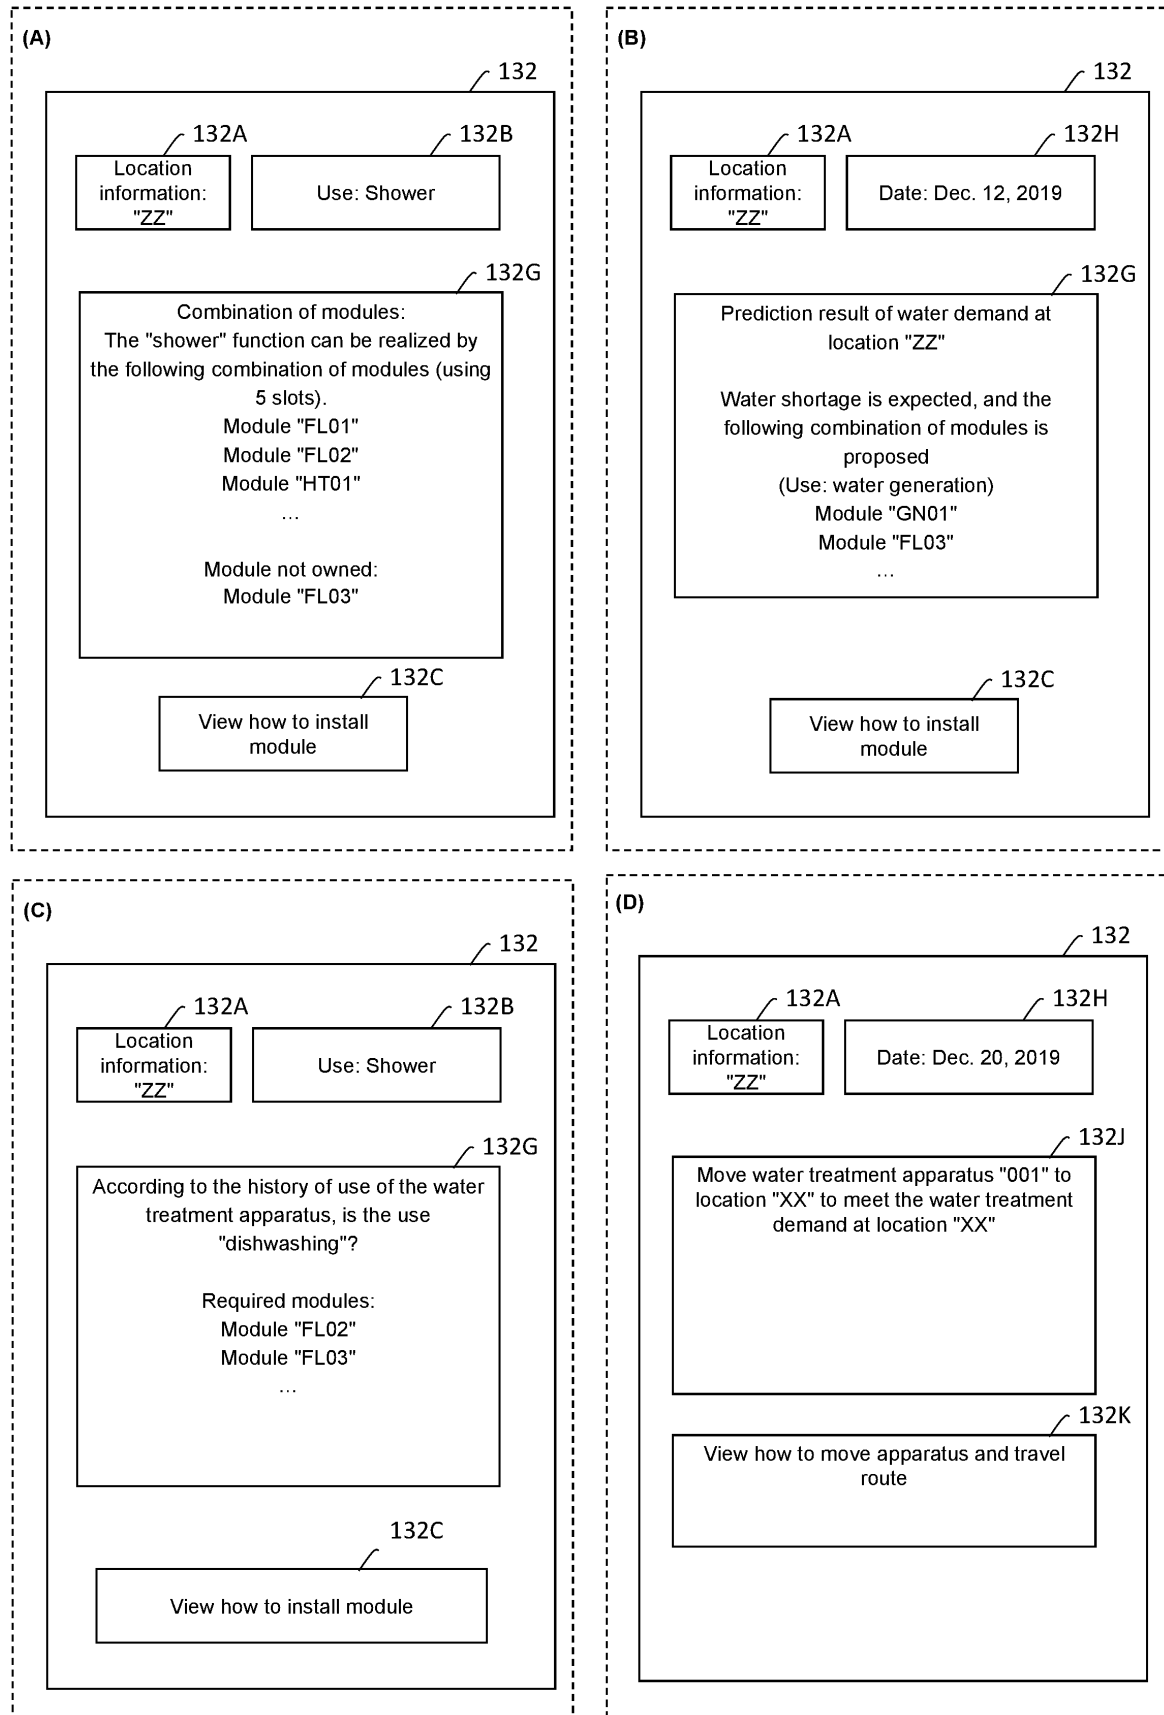 (A)
132
132A
132B
Location
information:
"ZZ"
Use: Shower
132G
Combination of modules:
The "shower" function can be realized by
the following combination of modules (using
5 slots).
Module "FL01"
Module "FL02"
Module "HT01"
...
Module not owned:
Module "FL03"
132C
View how to install
module
(B)
132
132A
132H
Location
information:
"ZZ"
Date: Dec. 12, 2019
132G
Prediction result of water demand at
location "ZZ"
Water shortage is expected, and the
following combination of modules is
proposed
(Use: water generation)
Module "GN01"
Module "FL03"
...
132C
View how to install
module
(C)
132
132A
132B
Location
information:
"ZZ"
Use: Shower
132G
According to the history of use of the water
treatment apparatus, is the use
"dishwashing"?
Required modules:
Module "FL02"
Module "FL03"
...
132C
View how to install module
(D)
132
132A
132H
Location
information:
"ZZ"
Date: Dec. 20, 2019
132J
Move water treatment apparatus "001" to
location "XX" to meet the water treatment
demand at location "XX"
132K
View how to move apparatus and travel
route